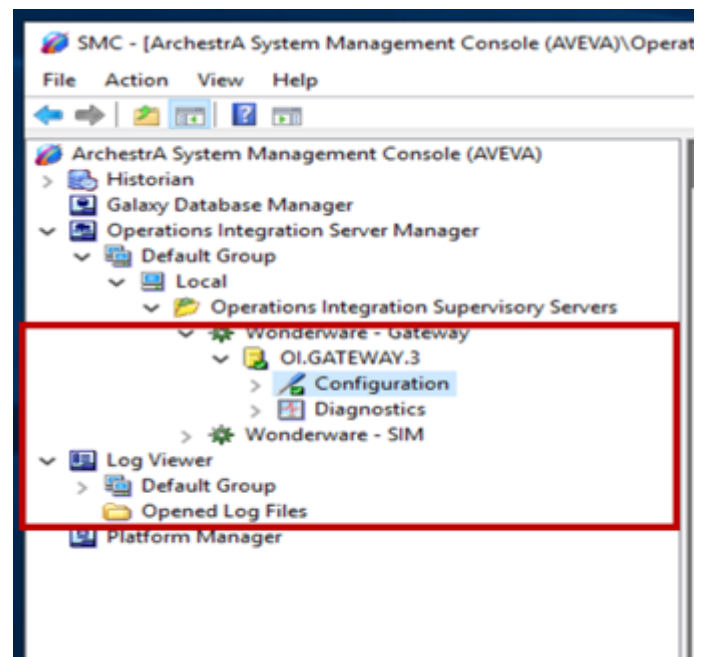 SMC - [ArchestrA System Management Console (AVEVA)\Operat
File Action View Help
ArchestrA System Management Console (AVEVA)
Historian
Galaxy Database Manager
Operations Integration Server Manager
Default Group
Local
Operations Integration Supervisory Servers
Wonderware - Gateway
OI.GATEWAY.3
Configuration
Diagnostics
Wonderware - SIM
Log Viewer
Default Group
Opened Log Files
Platform Manager